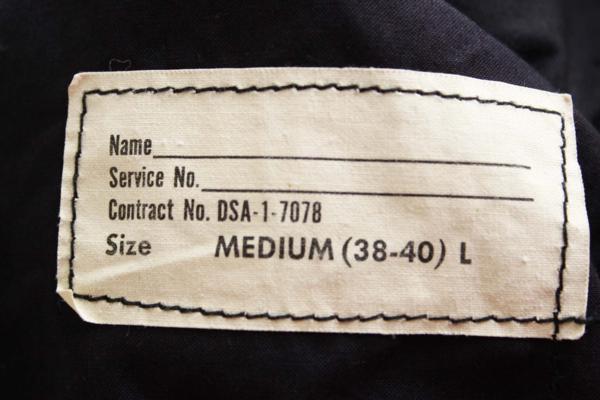 Name
Service No.
Contract No. DSA-1-7078
Size MEDIUM (38-40) L